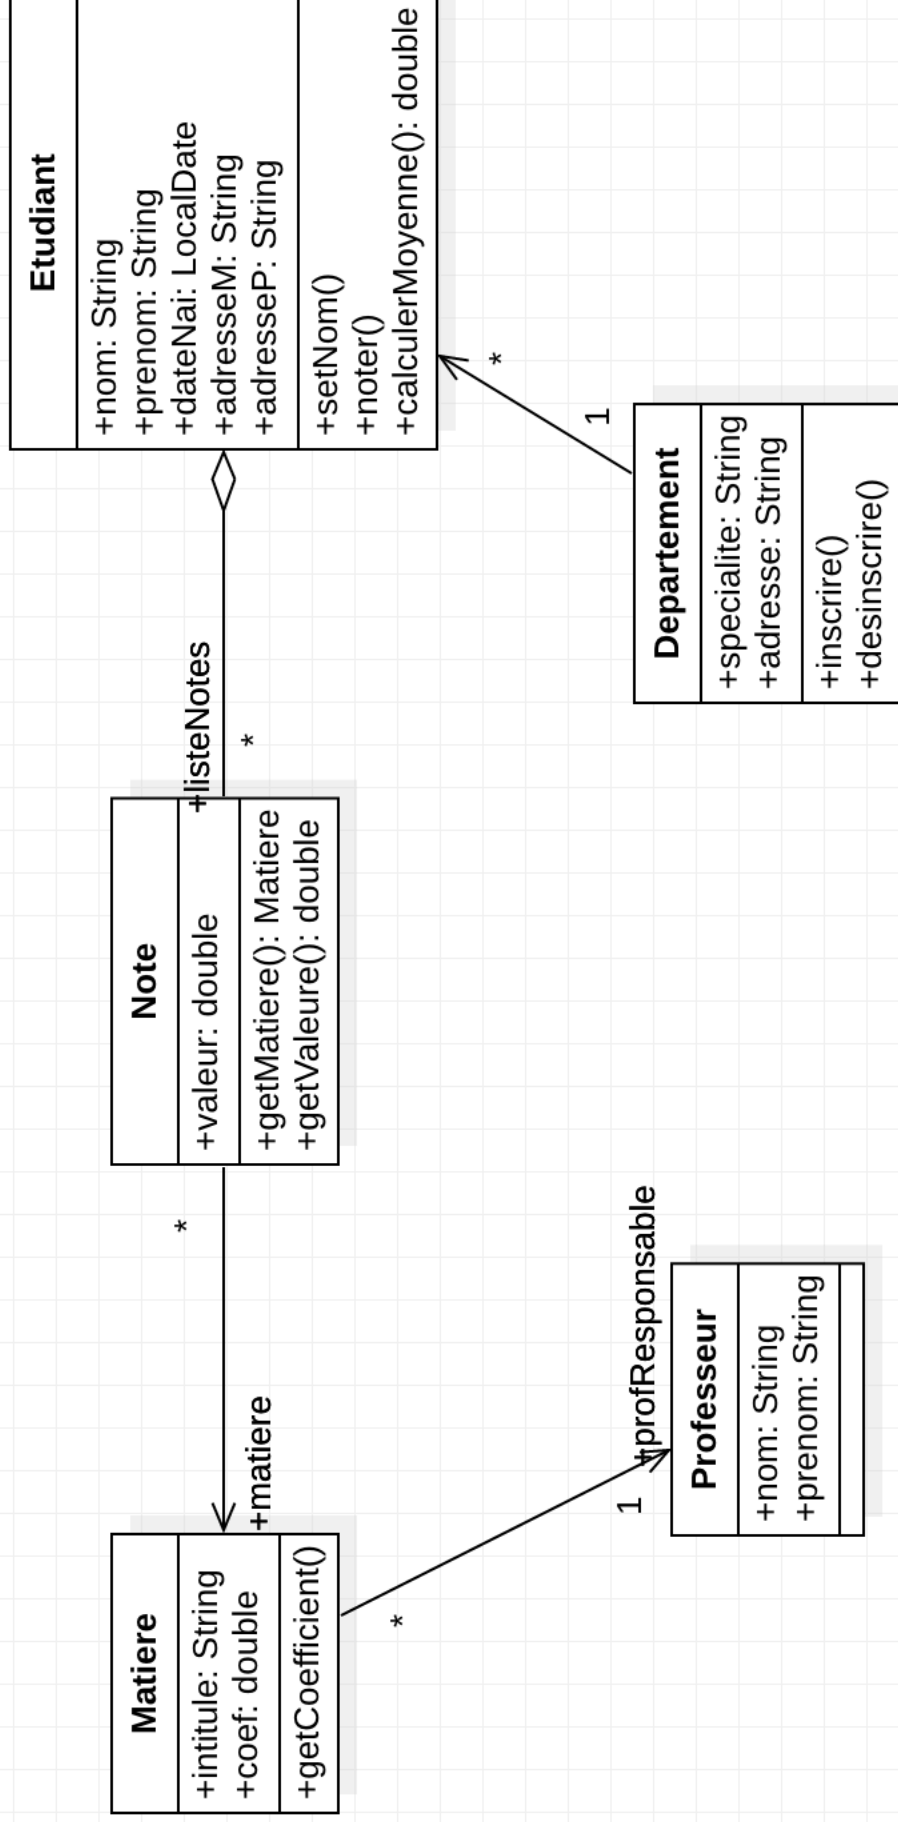 Etudiant
+nom: String
+prenom: String
+dateNai: LocalDate
+adresseM: String
+adresseP: String
+setNom()
+noter()
+calculerMoyenne(): double
*
1
Departement
+specialite: String
+adresse: String
+inscrire()
+desinscrire()
+listeNotes
*
Note
+valeur: double
+getMatiere(): Matiere
+getValeure(): double
*
+matiere
Matiere
+intitule: String
+coef: double
+getCoefficient()
*
1
+profResponsable
Professeur
+nom: String
+prenom: String